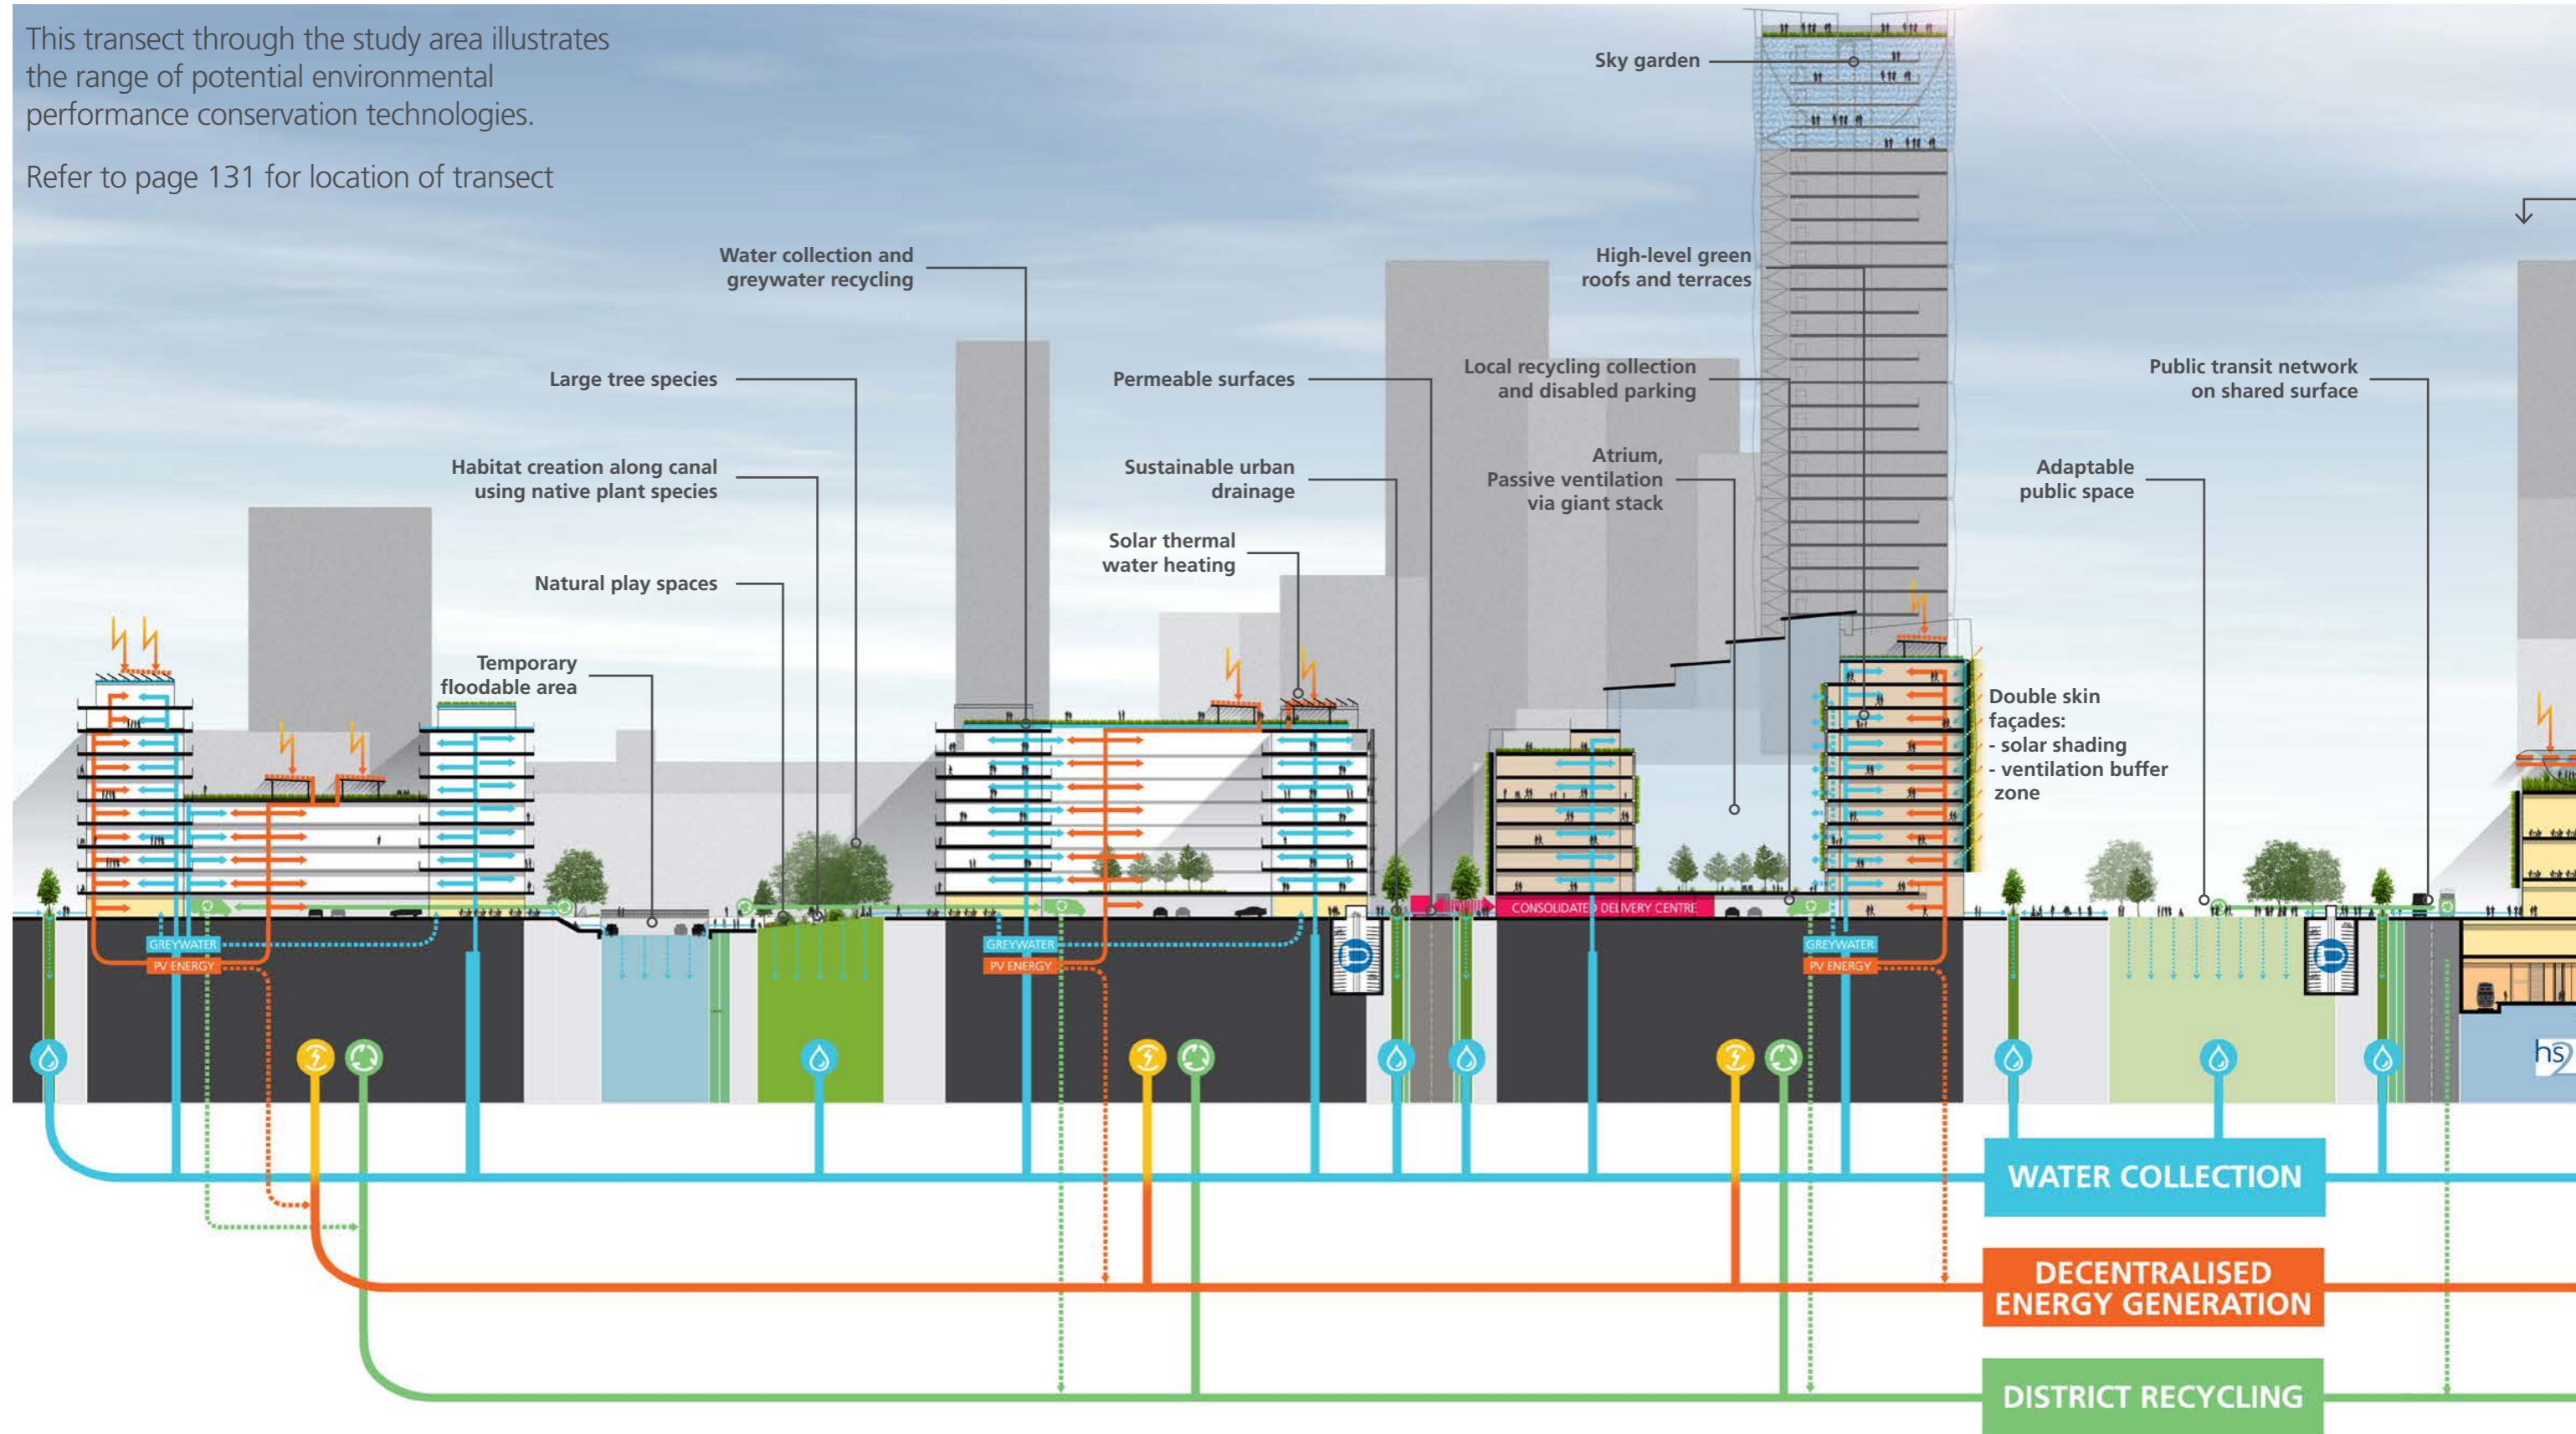 This transect through the study area illustrates
the range of potential environmental
performance conservation technologies.
Refer to page 131 for location of transect
Sky garden
Water collection and
greywater recycling
High-level green
roofs and terraces
Large tree species
Permeable surfaces
Local recycling collection
and disabled parking
Public transit network
on shared surface
Habitat creation along canal
using native plant species
Sustainable urban
drainage
Atrium,
Passive ventilation
via giant stack
Adaptable
public space
Solar thermal
water heating
Natural play spaces
Temporary
floodable area
Double skin
façades:
- solar shading
- ventilation buffer
zone
CONSOLIDATED DELIVERY CENTRE
GREYWATER
PV ENERGY
GREYWATER
PV ENERGY
GREYWATER
PV ENERGY
hs2
WATER COLLECTION
DECENTRALISED
ENERGY GENERATION
DISTRICT RECYCLING